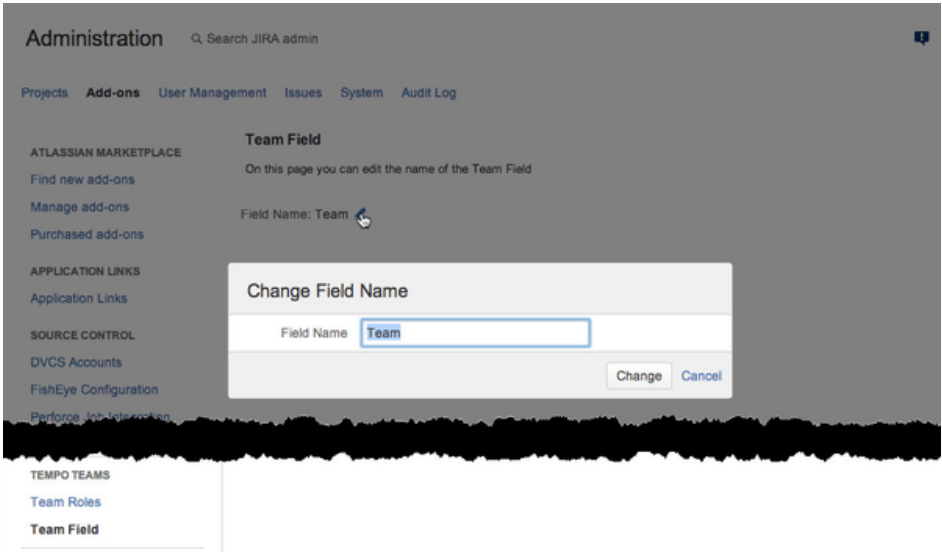 Administration
Search JIRA admin
Projects Add-ons User Management Issues System Audit Log
ATLASSIAN MARKETPLACE
Find new add-ons
Manage add-ons
Purchased add-ons
APPLICATION LINKS
Application Links
SOURCE CONTROL
DVCS Accounts
FishEye Configuration
Perforce Job Integration
TEMPO TEAMS
Team Roles
Team Field
Team Field
On this page you can edit the name of the Team Field
Field Name: Team
Change Field Name
Field Name Team
Change Cancel